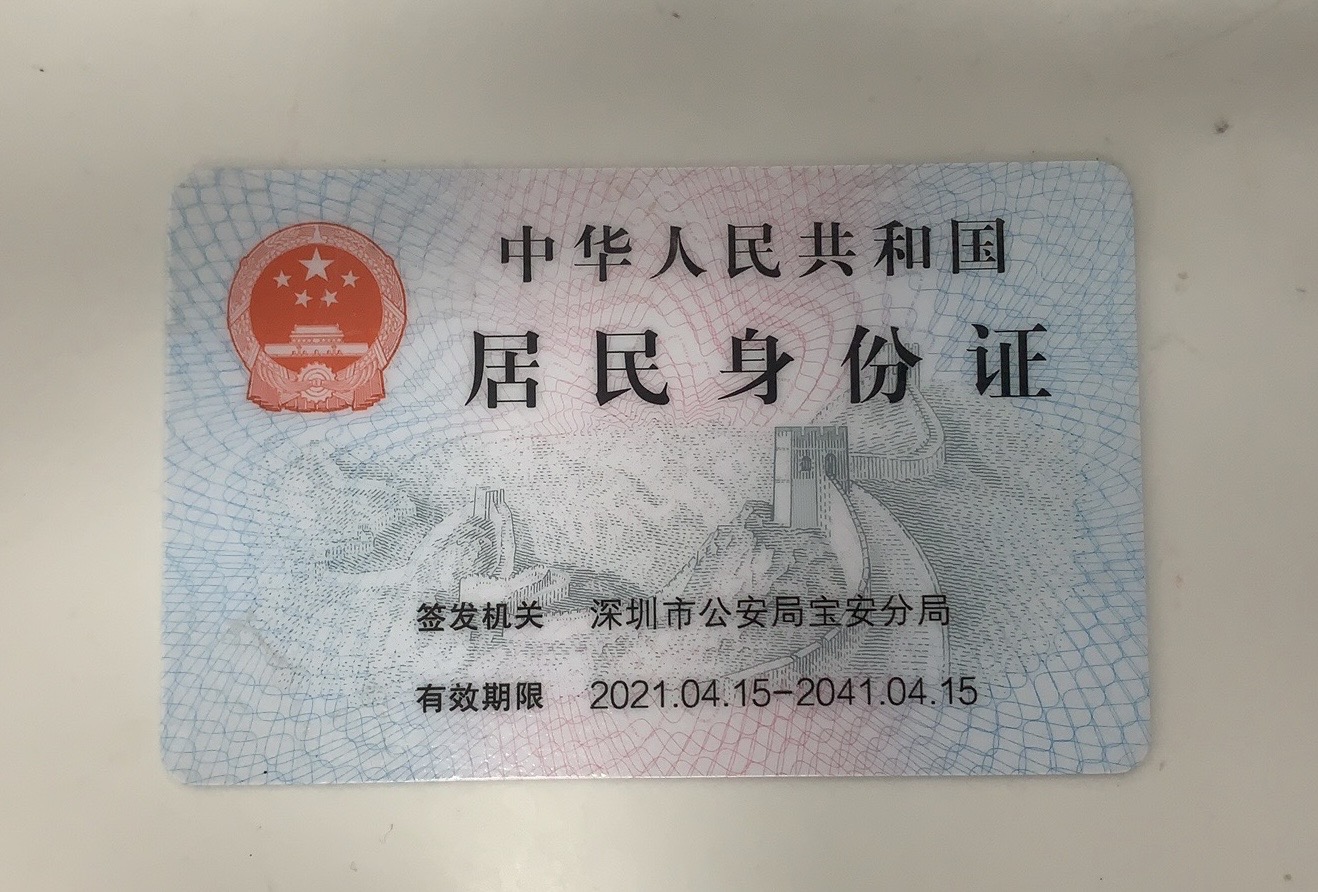 中华人民共和国
居民身份证
签发机关 深圳市公安局宝安分局
有效期限 2021.04.15-2041.04.15